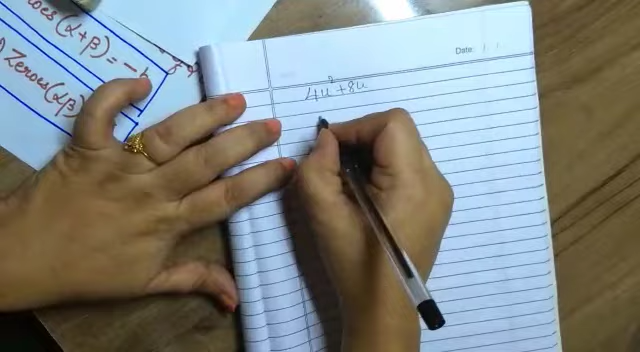 zeroes (α+β) = -b
Zeroes (αβ)
Date:
4u²+8u